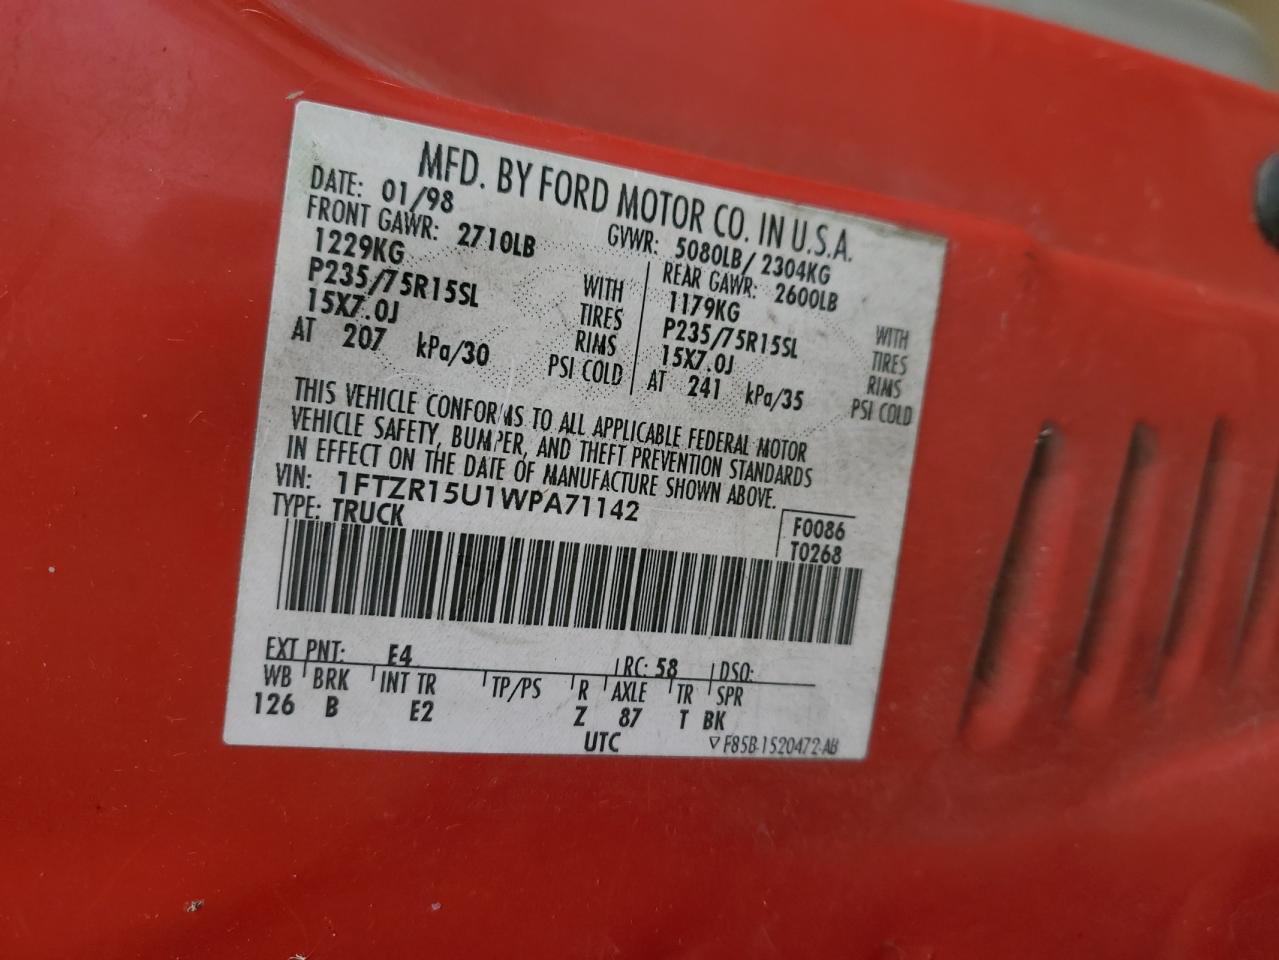 MFD. BY FORD MOTOR CO. IN U.S.A.
DATE: 01/98 GVWR: 5080LB/ 2304KG
FRONT GAWR: 2710LB REAR GAWR: 2600LB
1229KG WITH 1179KG WITH
P235/75R15SL TIRES P235/75R15SL TIRES
15X7.0J RIMS 15X7.0J RIMS
AT 207 kPa/30 PSI COLD AT 241 kPa/35 PSI COLD
THIS VEHICLE CONFORMS TO ALL APPLICABLE FEDERAL MOTOR
VEHICLE SAFETY, BUMPER, AND THEFT PREVENTION STANDARDS
IN EFFECT ON THE DATE OF MANUFACTURE SHOWN ABOVE.
VIN: 1FTZR15U1WPA71142 F0086
TYPE: TRUCK T0268
EXT PNT: E4 RC: 58 DSO:
WB BRK INT TR TP/PS R AXLE TR SPR
126 B E2 Z 87 T BK
UTC ▽F85B-1520472-AB